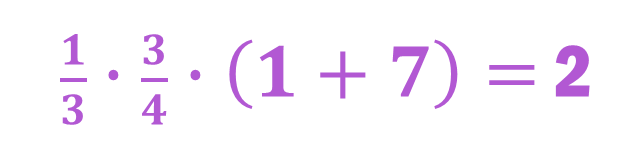 1/3 · 3/4 · (1 + 7) = 2